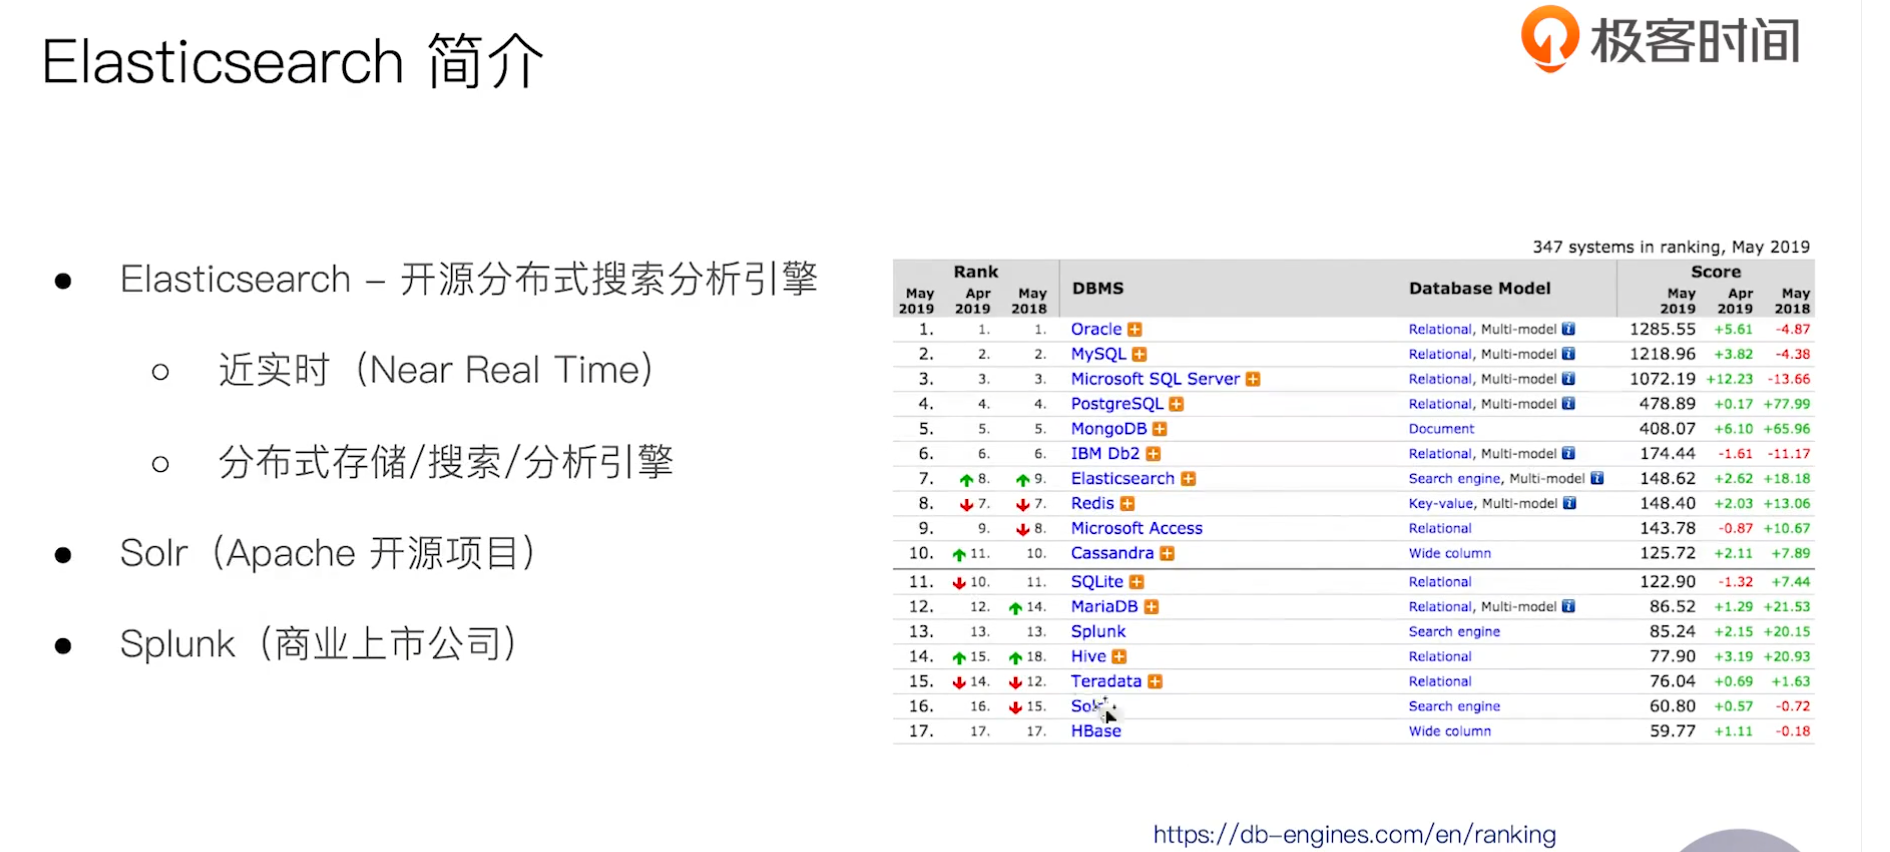 Elasticsearch 简介
极客时间
Elasticsearch – 开源分布式搜索分析引擎
近实时（Near Real Time）
分布式存储/搜索/分析引擎
Solr（Apache 开源项目）
Splunk（商业上市公司）
347 systems in ranking, May 2019
Rank DBMS Database Model Score
May 2019 Apr 2019 May 2018 May 2019 Apr 2019 May 2018
1. 1. 1. Oracle Relational, Multi-model 1285.55 +5.61 -4.87
2. 2. 2. MySQL Relational, Multi-model 1218.96 +3.82 -4.38
3. 3. 3. Microsoft SQL Server Relational, Multi-model 1072.19 +12.23 -13.66
4. 4. 4. PostgreSQL Relational, Multi-model 478.89 +0.17 +77.99
5. 5. 5. MongoDB Document 408.07 +6.10 +65.96
6. 6. 6. IBM Db2 Relational, Multi-model 174.44 -1.61 -11.17
7. 8. 9. Elasticsearch Search engine, Multi-model 148.62 +2.62 +18.18
8. 7. 7. Redis Key-value, Multi-model 148.40 +2.03 +13.06
9. 9. 8. Microsoft Access Relational 143.78 -0.87 +10.67
10. 11. 10. Cassandra Wide column 125.72 +2.11 +7.89
11. 10. 11. SQLite Relational 122.90 -1.32 +7.44
12. 12. 14. MariaDB Relational, Multi-model 86.52 +1.29 +21.53
13. 13. 13. Splunk Search engine 85.24 +2.15 +20.15
14. 15. 18. Hive Relational 77.90 +3.19 +20.93
15. 14. 12. Teradata Relational 76.04 +0.69 +1.63
16. 16. 15. Solr Search engine 60.80 +0.57 -0.72
17. 17. 17. HBase Wide column 59.77 +1.11 -0.18
https://db-engines.com/en/ranking